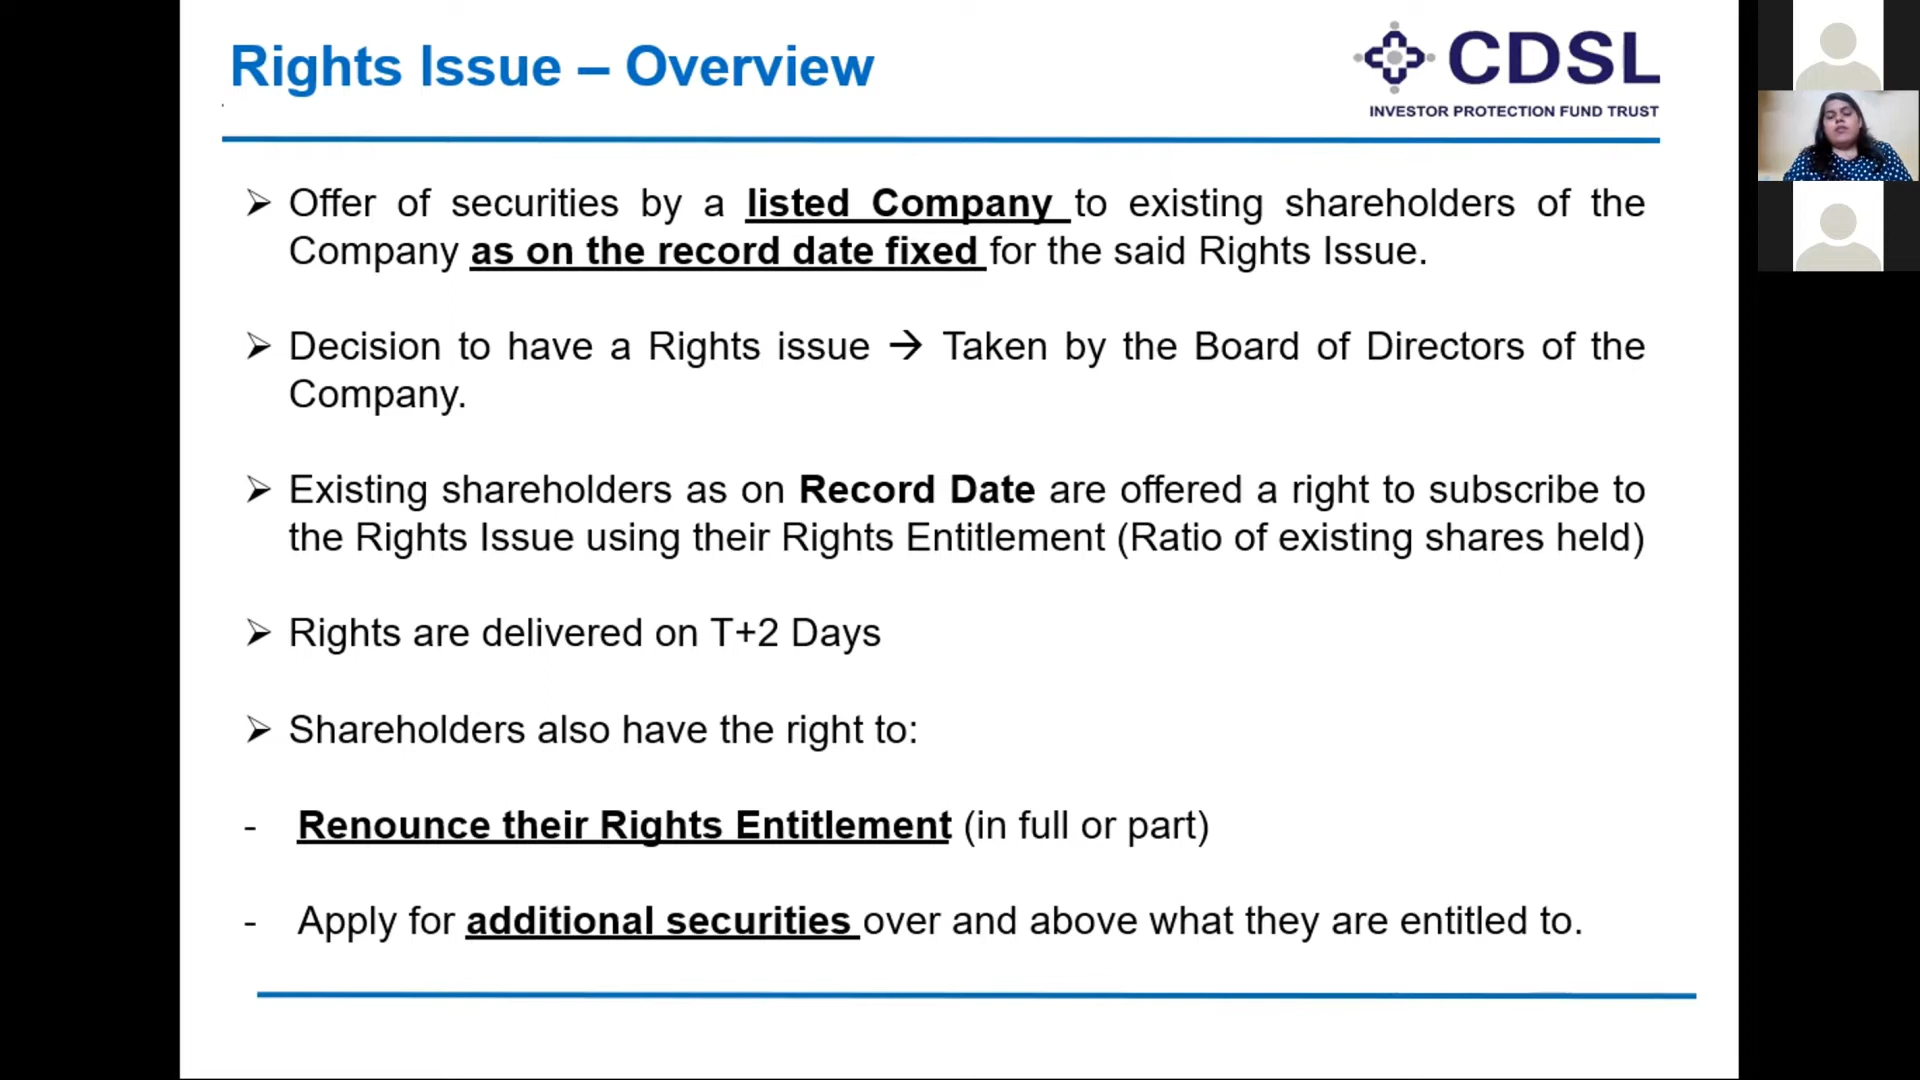 Rights Issue – Overview
CDSL
INVESTOR PROTECTION FUND TRUST
➢ Offer of securities by a listed Company to existing shareholders of the
Company as on the record date fixed for the said Rights Issue.
➢ Decision to have a Rights issue → Taken by the Board of Directors of the
Company.
➢ Existing shareholders as on Record Date are offered a right to subscribe to
the Rights Issue using their Rights Entitlement (Ratio of existing shares held)
➢ Rights are delivered on T+2 Days
➢ Shareholders also have the right to:
- Renounce their Rights Entitlement (in full or part)
- Apply for additional securities over and above what they are entitled to.